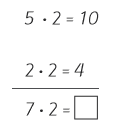 5 · 2 = 10
2 · 2 = 4
7 · 2 = □